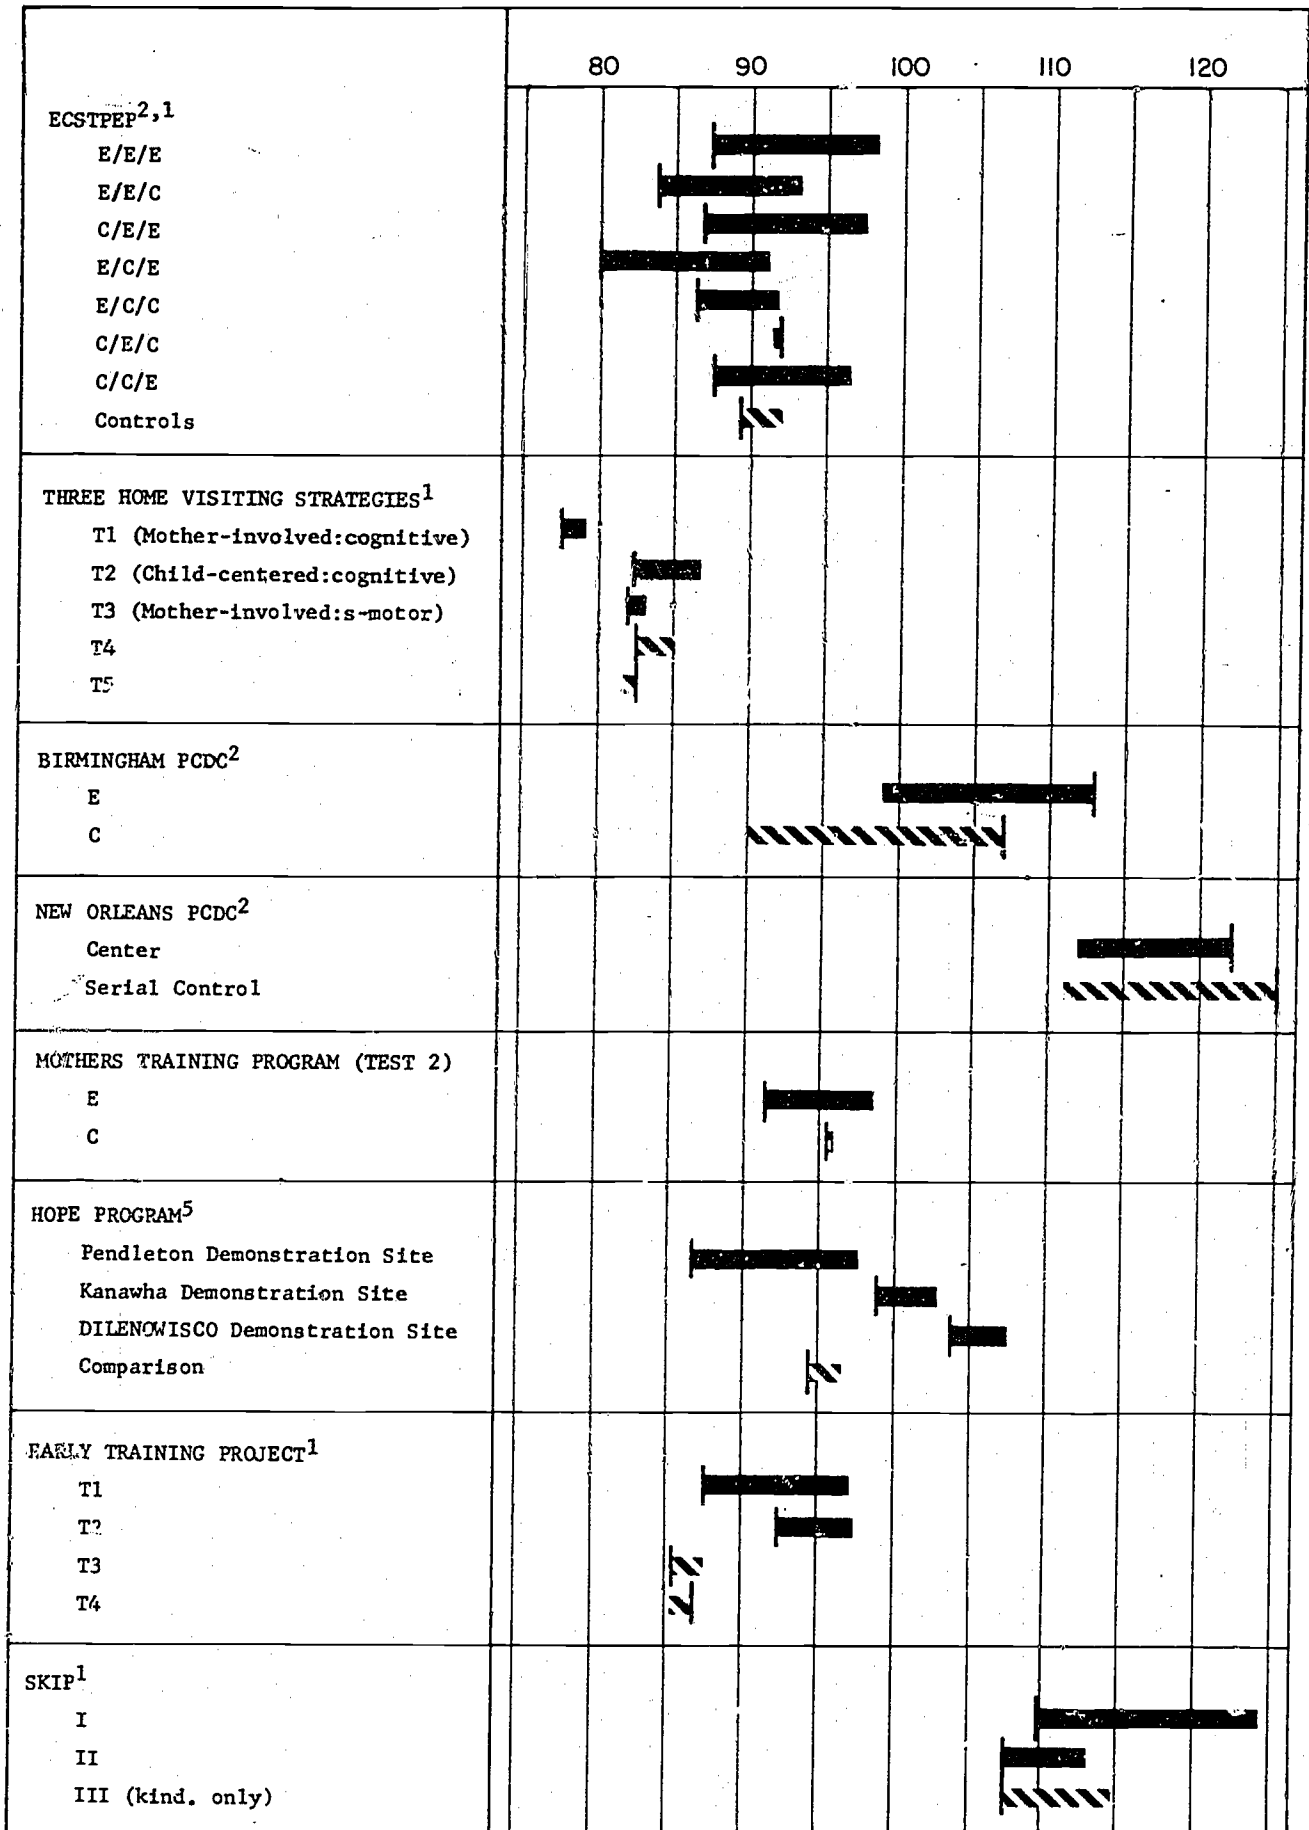 80 90 100 110 120
ECSTPEP2,1
E/E/E
E/E/C
C/E/E
E/C/E
E/C/C
C/E/C
C/C/E
Controls
THREE HOME VISITING STRATEGIES1
T1 (Mother-involved:cognitive)
T2 (Child-centered:cognitive)
T3 (Mother-involved:s-motor)
T4
T5
BIRMINGHAM PCDC2
E
C
NEW ORLEANS PCDC2
Center
Serial Control
MOTHERS TRAINING PROGRAM (TEST 2)
E
C
HOPE PROGRAM5
Pendleton Demonstration Site
Kanawha Demonstration Site
DILENOWISCO Demonstration Site
Comparison
EARLY TRAINING PROJECT1
T1
T2
T3
T4
SKIP1
I
II
III (kind. only)